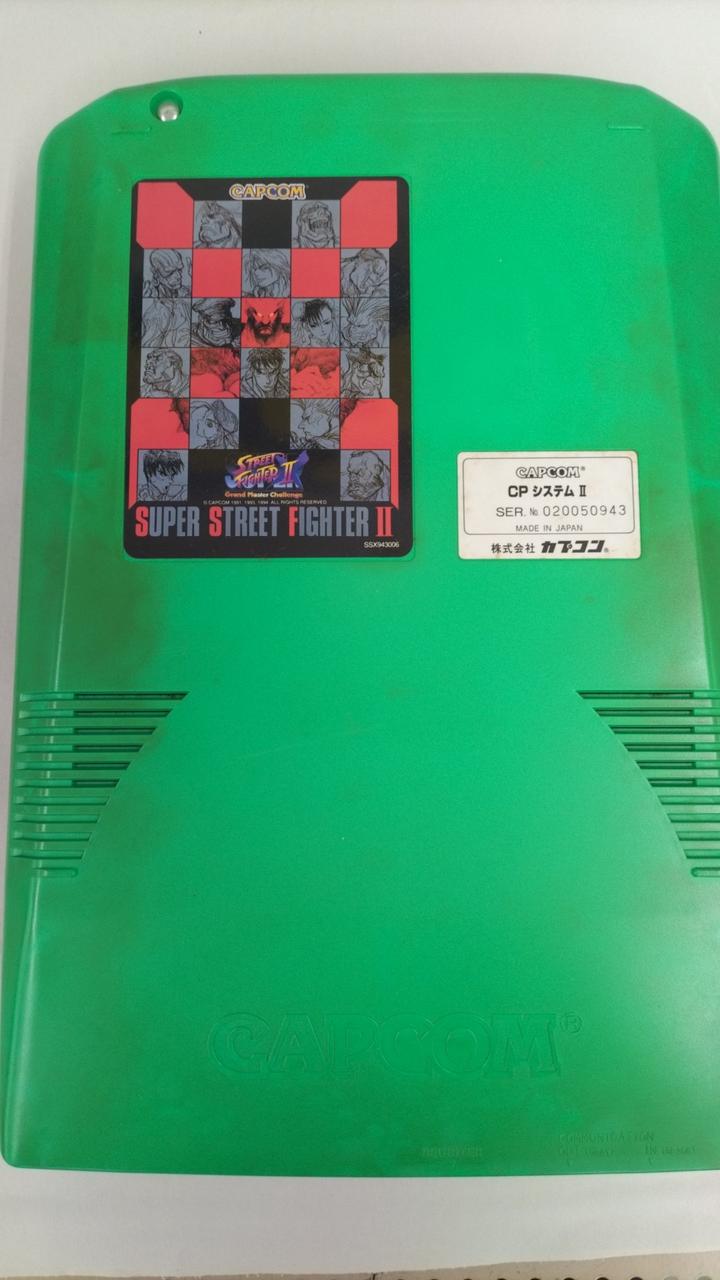 CAPCOM
STREET
FIGHTER II X
Grand Master Challenge
© CAPCOM 1991, 1993, 1994 ALL RIGHTS RESERVED
SUPER STREET FIGHTER II
SSX943006
CAPCOM®
CP システム II
SER. № 020050943
MADE IN JAPAN
株式会社 カプコン®
CAPCOM®
COMMUNICATION
OUT IN